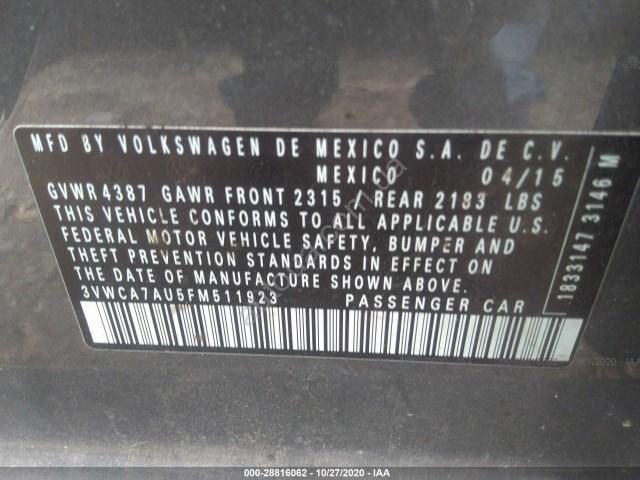 MFD BY VOLKSWAGEN DE MEXICO S.A. DE C.V.
MEXICO 04/15
GVWR 4387 GAWR FRONT 2315 REAR 2183 LBS
THIS VEHICLE CONFORMS TO ALL APPLICABLE U.S.
FEDERAL MOTOR VEHICLE SAFETY, BUMPER AND
THEFT PREVENTION STANDARDS IN EFFECT ON
THE DATE OF MANUFACTURE SHOWN ABOVE.
3VWCA7AU5FM511923 PASSENGER CAR
1833147 3146 M
000-28816062 - 10/27/2020 - IAA